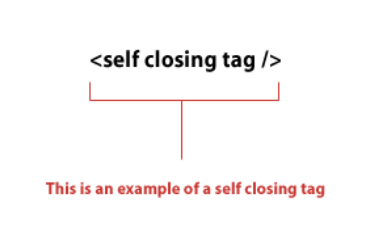 <self closing tag />
This is an example of a self closing tag